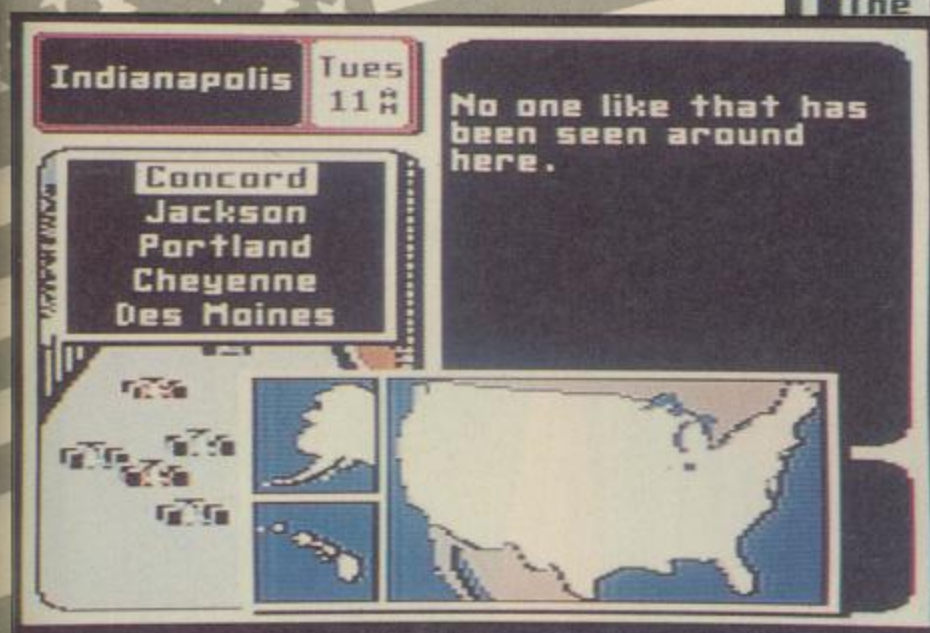 The
Indianapolis
Tues
11 AM
No one like that has
been seen around
here.
Concord
Jackson
Portland
Cheyenne
Des Moines